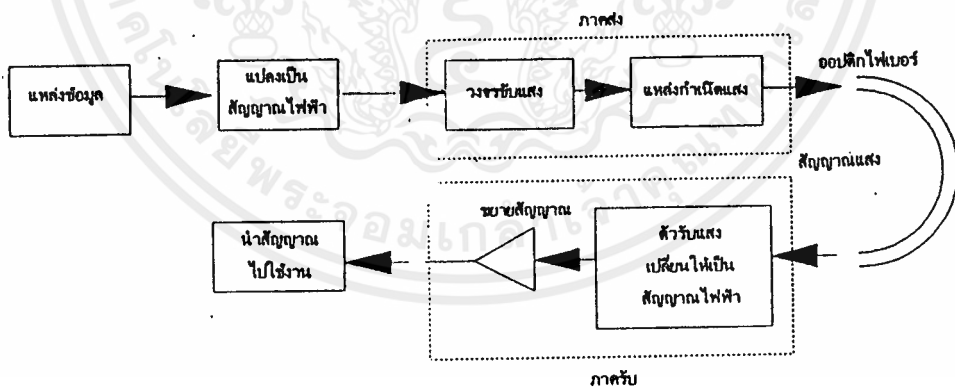 ภาคส่ง
ออปติกไฟเบอร์
แหล่งข้อมูล
แปลงเป็น
สัญญาณไฟฟ้า
วงจรขับแสง
แหล่งกำเนิดแสง
สัญญาณแสง
ขยายสัญญาณ
นำสัญญาณ
ไปใช้งาน
ตัวรับแสง
เปลี่ยนให้เป็น
สัญญาณไฟฟ้า
ภาครับ